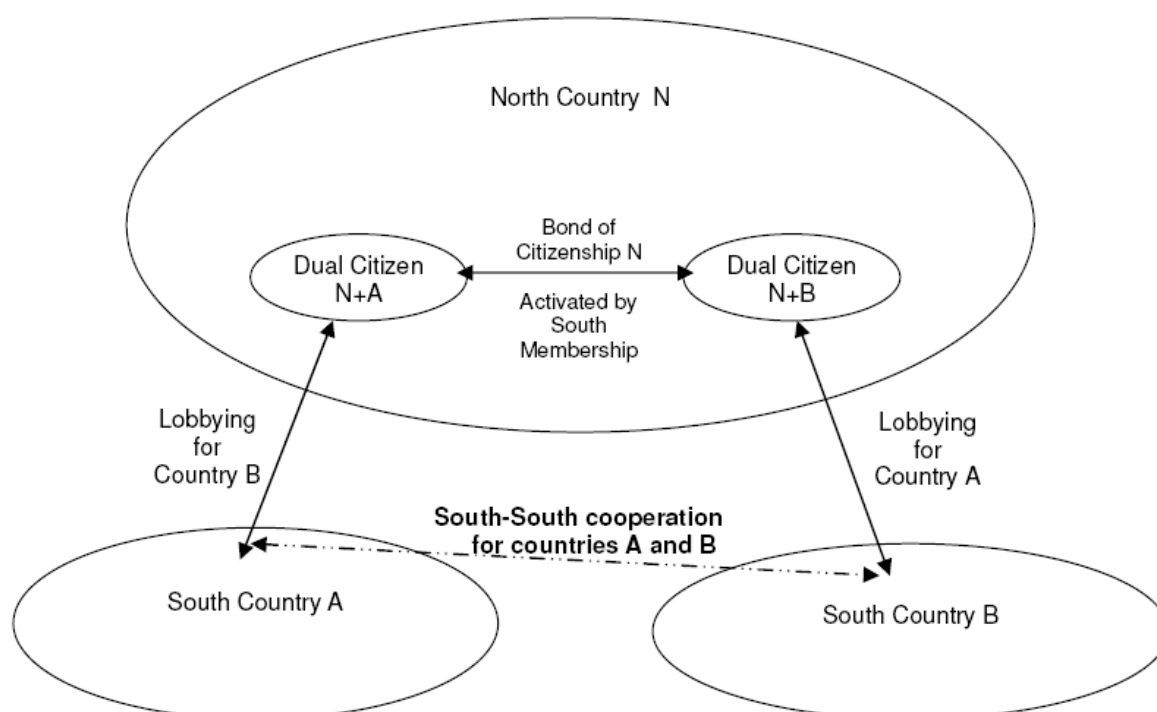 North Country N
Bond of
Citizenship N
Dual Citizen
N+A
Dual Citizen
N+B
Activated by
South
Membership
Lobbying
for
Country B
Lobbying
for
Country A
South-South cooperation
for countries A and B
South Country A
South Country B